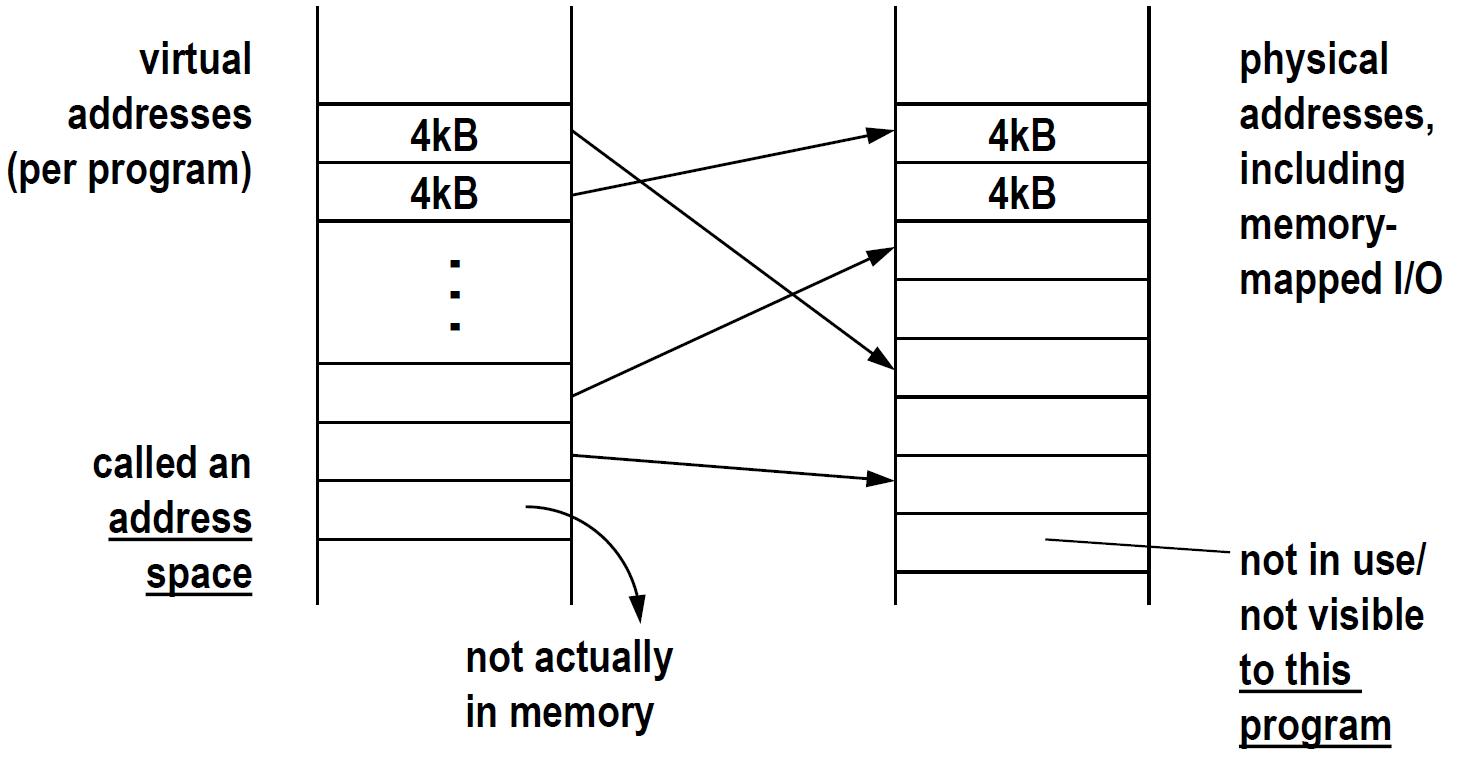 virtual
addresses
(per program)
4kB
4kB
called an
address
space
not actually
in memory
4kB
4kB
physical
addresses,
including
memory-
mapped I/O
not in use/
not visible
to this
program